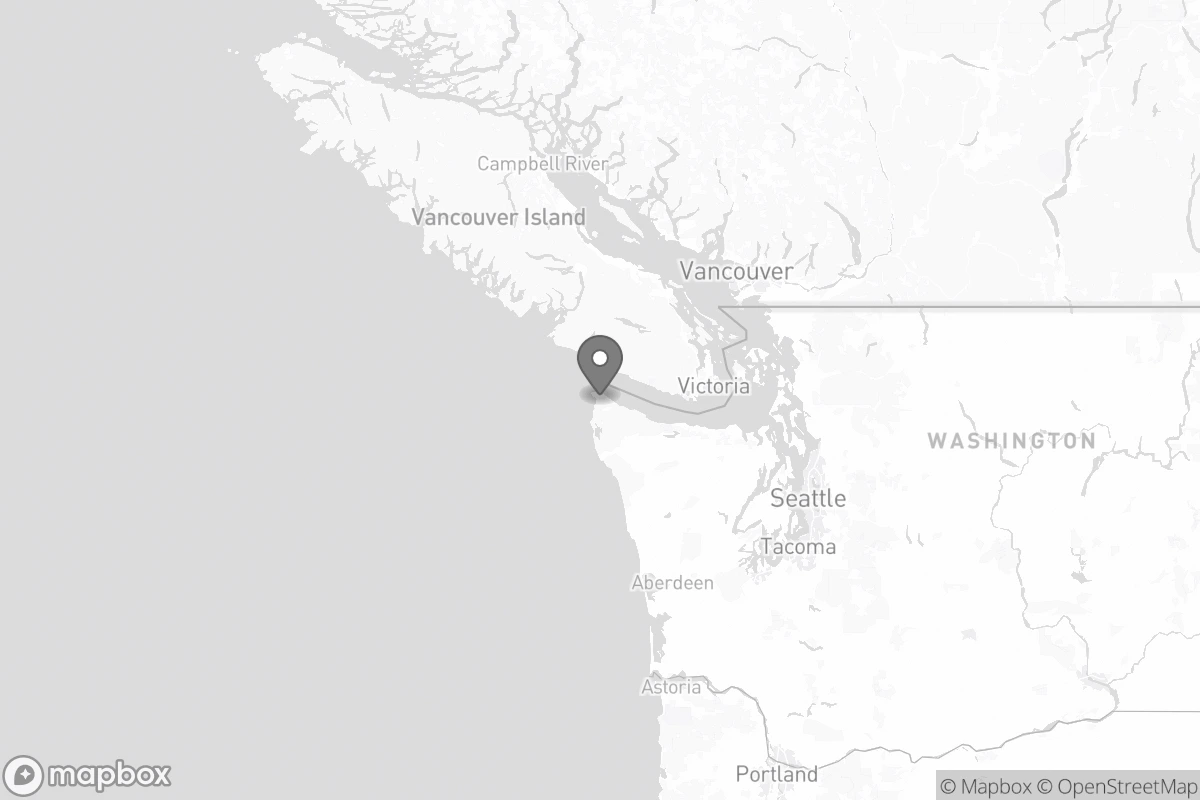 Campbell River
Vancouver Island
Vancouver
Victoria
WASHINGTON
Seattle
Tacoma
Aberdeen
Astoria
Portland
mapbox
© Mapbox © OpenStreetMap